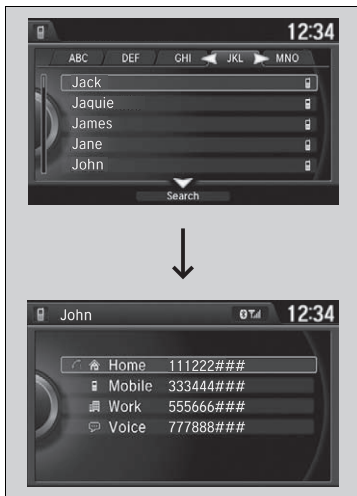 12:34
ABC DEF GHI JKL MNO
Jack
Jaquie
James
Jane
John
Search
John 12:34
Home 111222###
Mobile 333444###
Work 555666###
Voice 777888###